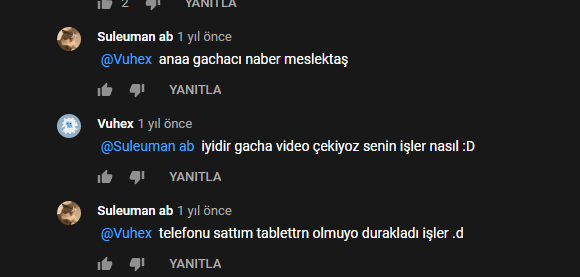 2 YANITLA
Suleuman ab 1 yıl önce
@Vuhex anaa gachacı naber meslektaş
YANITLA
Vuhex 1 yıl önce
@Suleuman ab iyidir gacha video çekiyoz senin işler nasıl :D
YANITLA
Suleuman ab 1 yıl önce
@Vuhex telefonu sattım tablettrn olmuyo durakladı işler .d
YANITLA